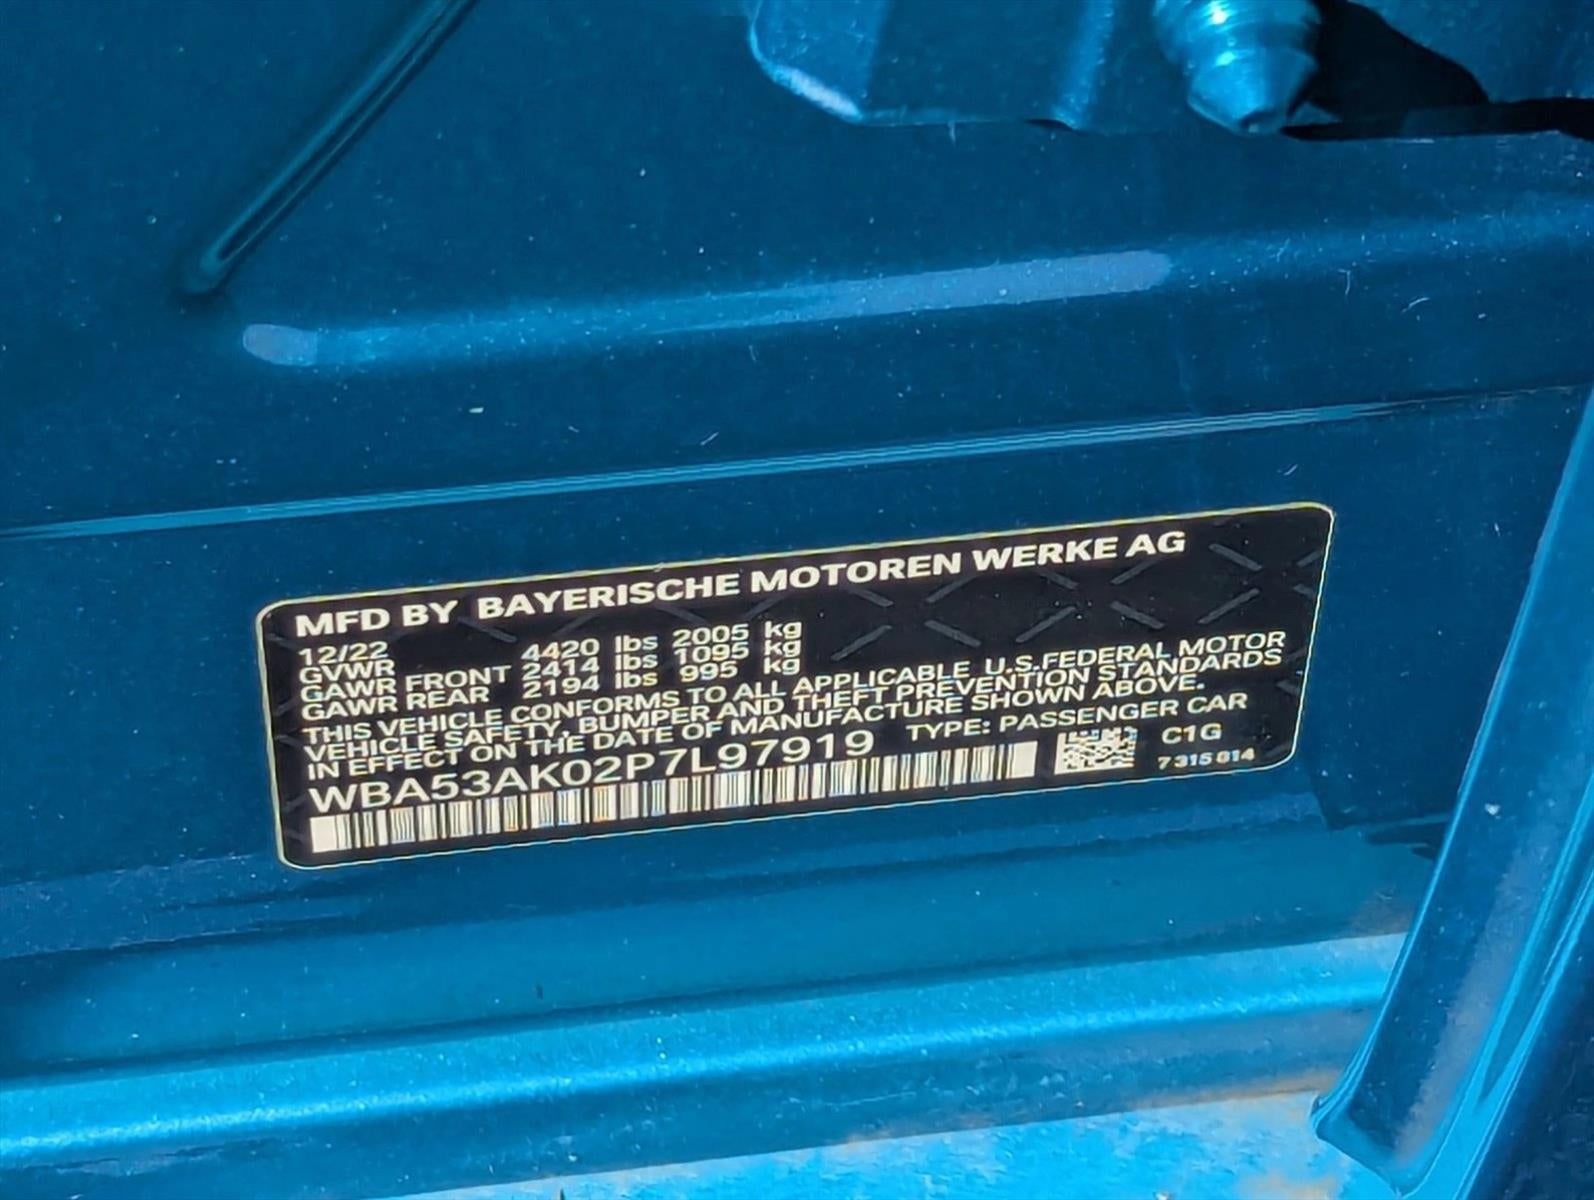 MFD BY BAYERISCHE MOTOREN WERKE AG
12/22
GVWR 4420 lbs 2005 kg
GAWR FRONT 2414 lbs 1095 kg
GAWR REAR 2194 lbs 995 kg
THIS VEHICLE CONFORMS TO ALL APPLICABLE U.S.FEDERAL MOTOR
VEHICLE SAFETY, BUMPER AND THEFT PREVENTION STANDARDS
IN EFFECT ON THE DATE OF MANUFACTURE SHOWN ABOVE.
WBA53AK02P7L97919 TYPE: PASSENGER CAR
C1G
7 315 014